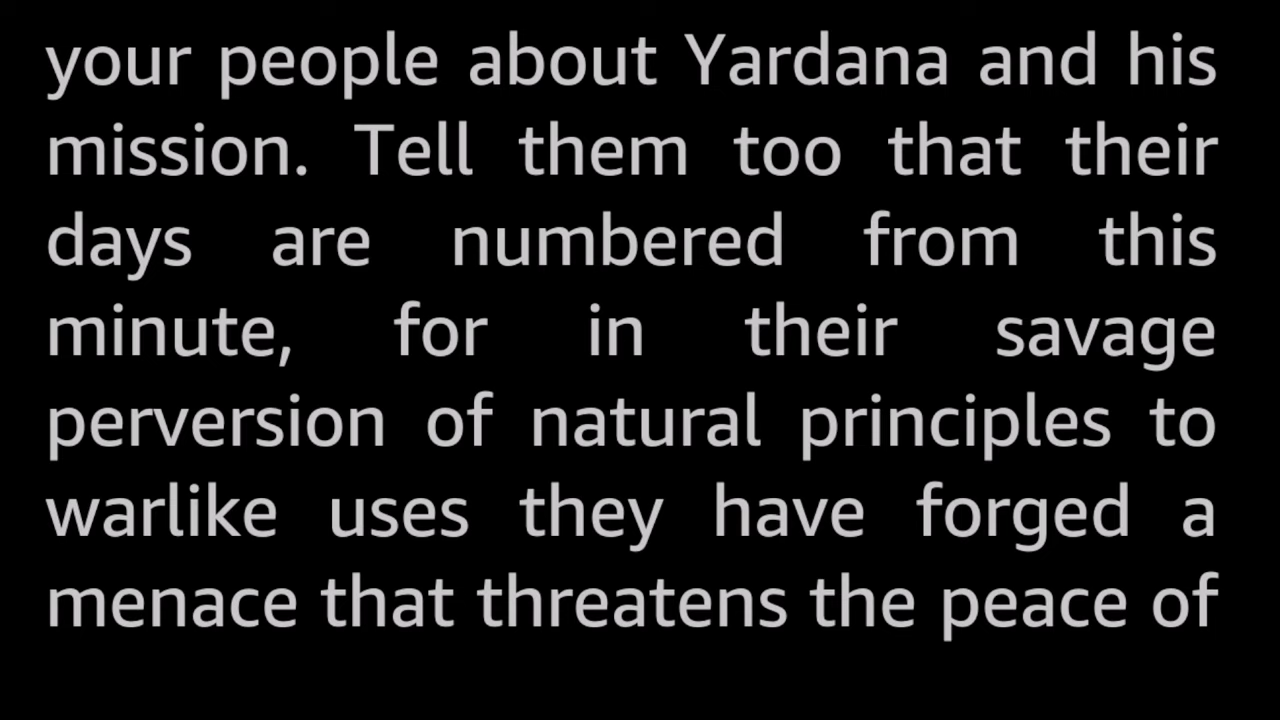 your people about Yardana and his
mission. Tell them too that their
days are numbered from this
minute, for in their savage
perversion of natural principles to
warlike uses they have forged a
menace that threatens the peace of